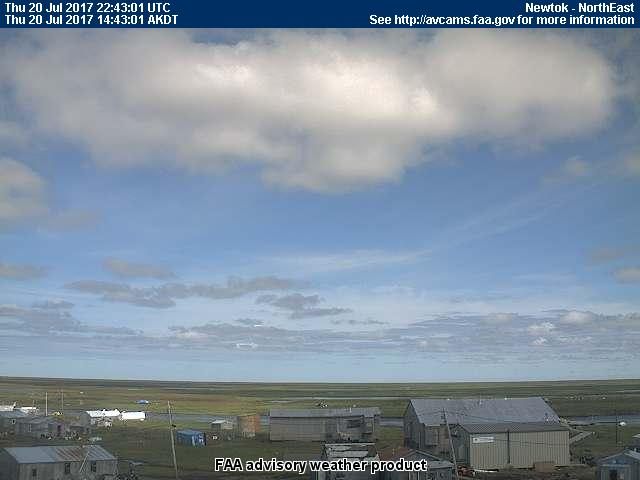 Thu 20 Jul 2017 22:43:01 UTC
Newtok - NorthEast
Thu 20 Jul 2017 14:43:01 AKDT
See http://avcams.faa.gov for more information
FAA advisory weather product